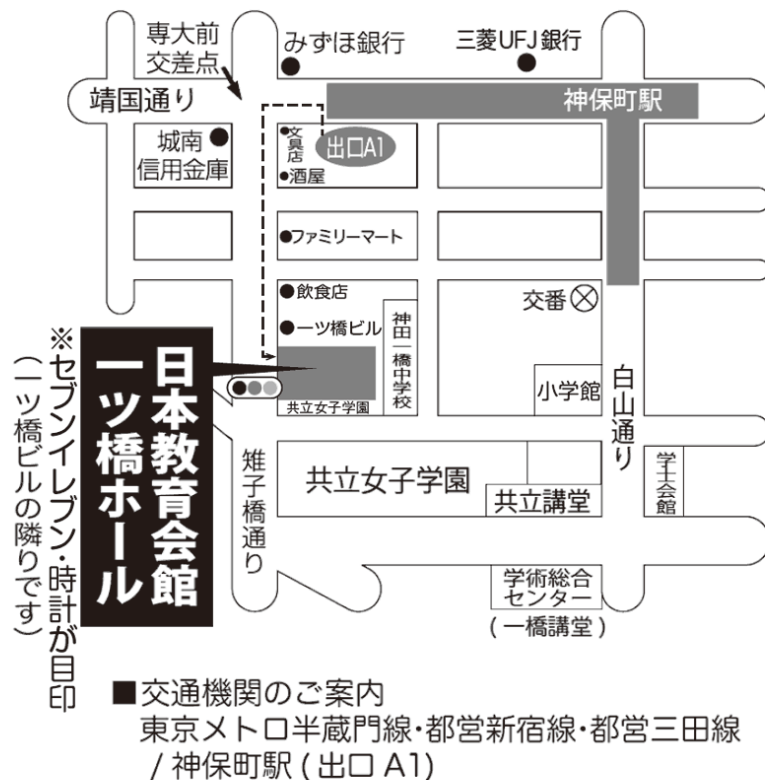 専大前
交差点
みずほ銀行
三菱UFJ銀行
靖国通り
神保町駅
城南
信用金庫
文具店
出口A1
酒屋
ファミリーマート
飲食店
一ツ橋ビル
神田一橋中学校
交番
共立女子学園
小学館
白山通り
日本教育会館
一ツ橋ホール
※セブンイレブン・時計が目印
(一ツ橋ビルの隣りです)
雉子橋通り
共立女子学園
共立講堂
学士会館
学術総合
センター
(一橋講堂)
■交通機関のご案内
東京メトロ半蔵門線・都営新宿線・都営三田線
/ 神保町駅 (出口 A1)